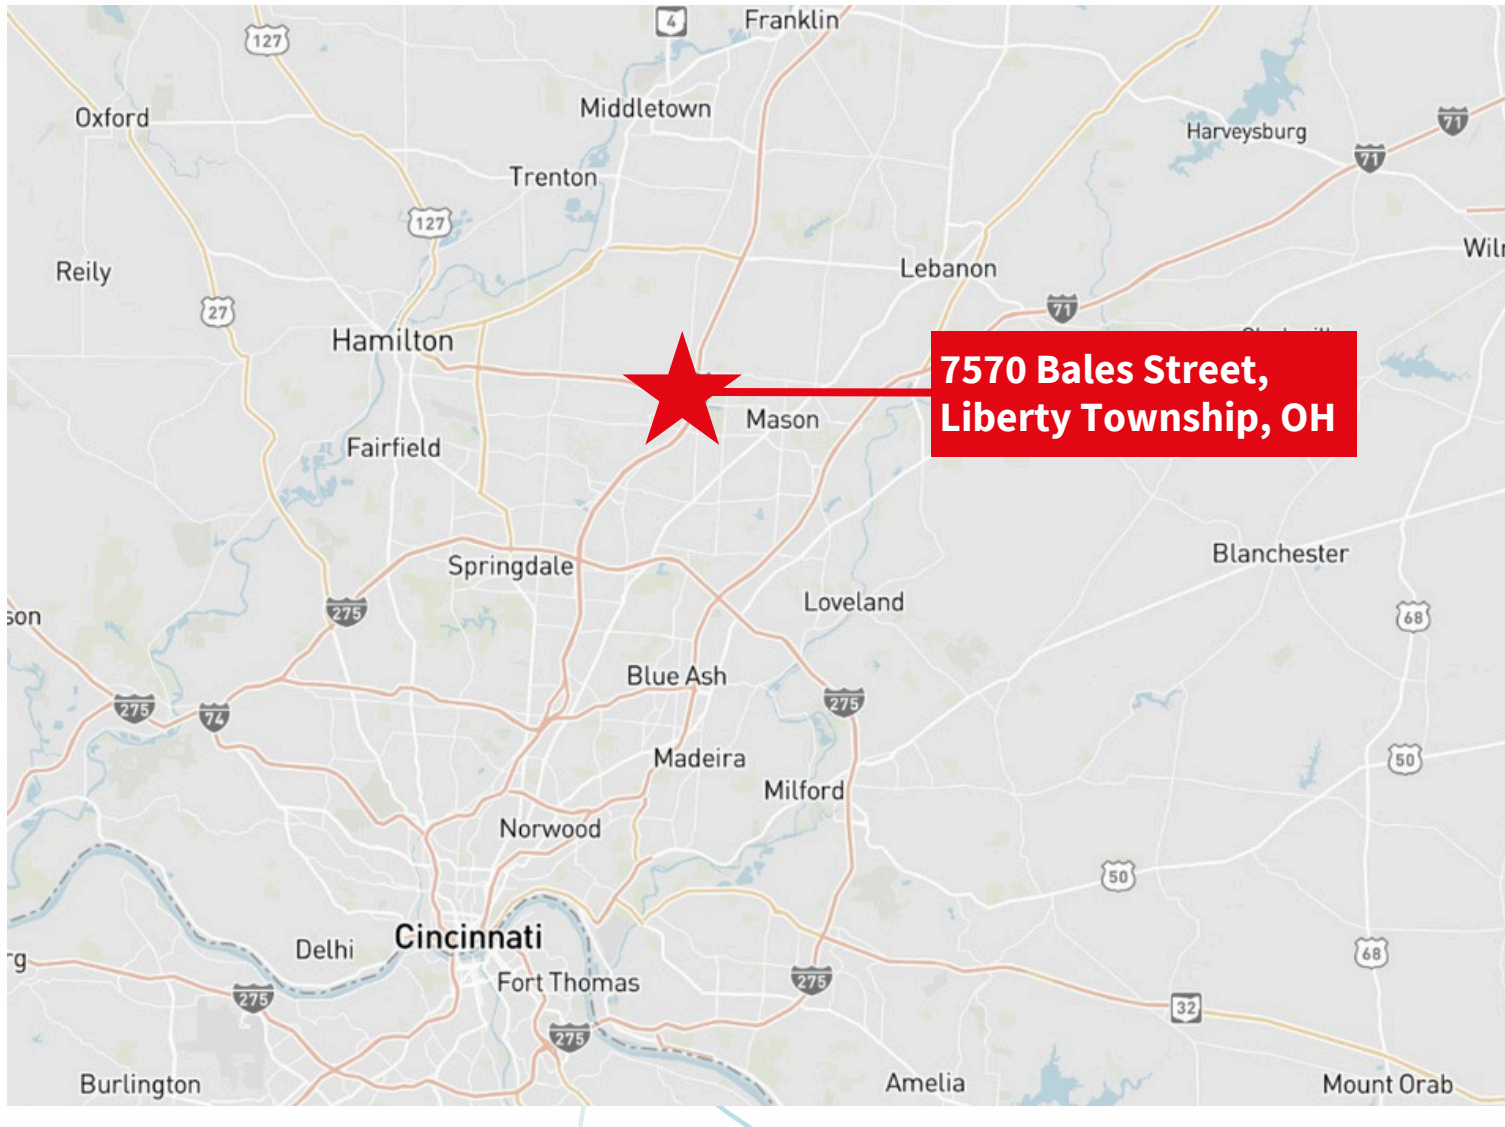 127
4
Franklin
Oxford
Middletown
Harveysburg
71
71
Trenton
127
Reily
Lebanon
27
71
Hamilton
7570 Bales Street,
Liberty Township, OH
Mason
Fairfield
Springdale
Blanchester
275
Loveland
68
son
Blue Ash
275
74
275
Madeira
50
Milford
Norwood
50
Cincinnati
Delhi
68
rg
Fort Thomas
275
275
32
275
Burlington
Amelia
Mount Orab